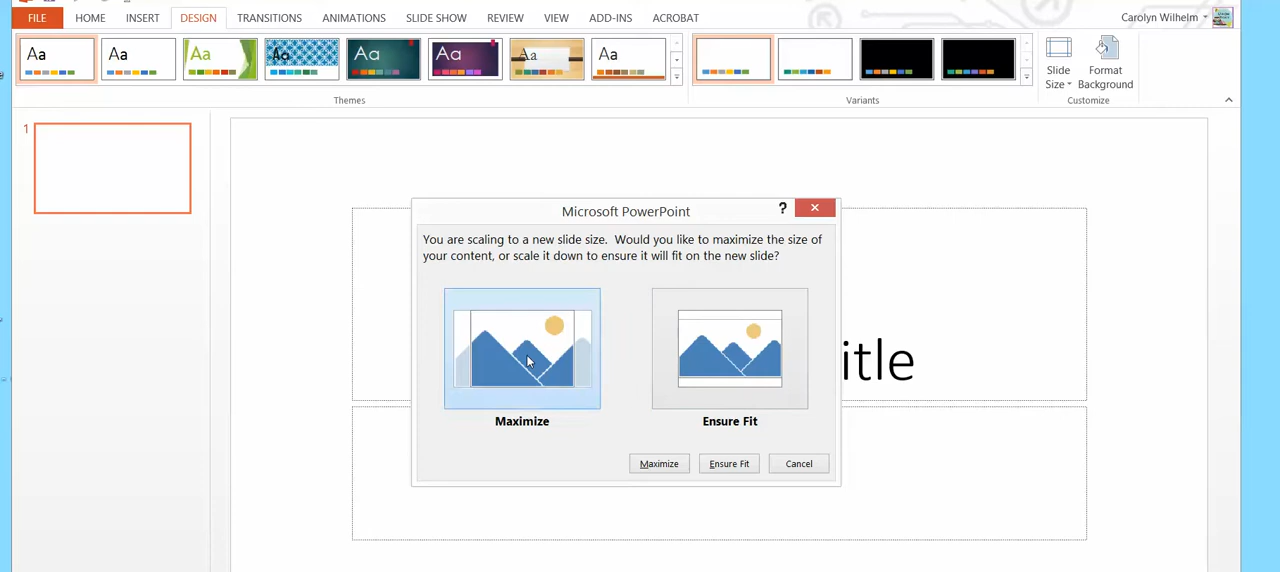 FILE HOME INSERT DESIGN TRANSITIONS ANIMATIONS SLIDE SHOW REVIEW VIEW ADD-INS ACROBAT Carolyn Wilhelm
Aa Aa Aa Aa Aa Aa Aa Aa
Slide Size
Format Background
Themes Variants Customize
1
Microsoft PowerPoint ?
You are scaling to a new slide size. Would you like to maximize the size of
your content, or scale it down to ensure it will fit on the new slide?
itle
Maximize Ensure Fit
Maximize Ensure Fit Cancel